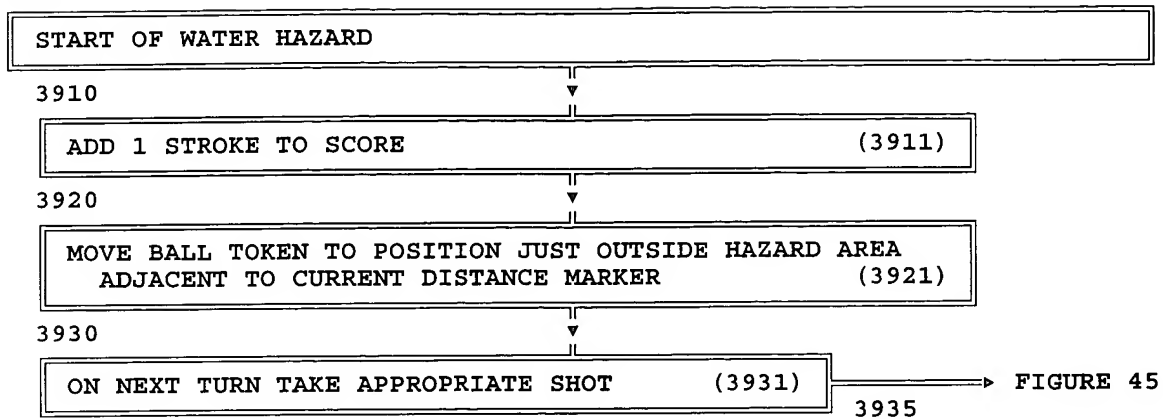 START OF WATER HAZARD
3910
ADD 1 STROKE TO SCORE (3911)
3920
MOVE BALL TOKEN TO POSITION JUST OUTSIDE HAZARD AREA
ADJACENT TO CURRENT DISTANCE MARKER (3921)
3930
ON NEXT TURN TAKE APPROPRIATE SHOT (3931) FIGURE 45
3935